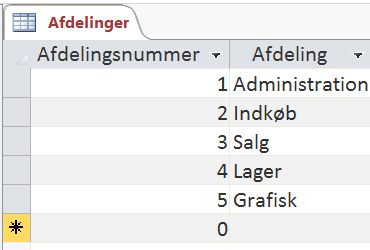 Afdelinger
Afdelingsnummer Afdeling
1 Administration
2 Indkøb
3 Salg
4 Lager
5 Grafisk
0